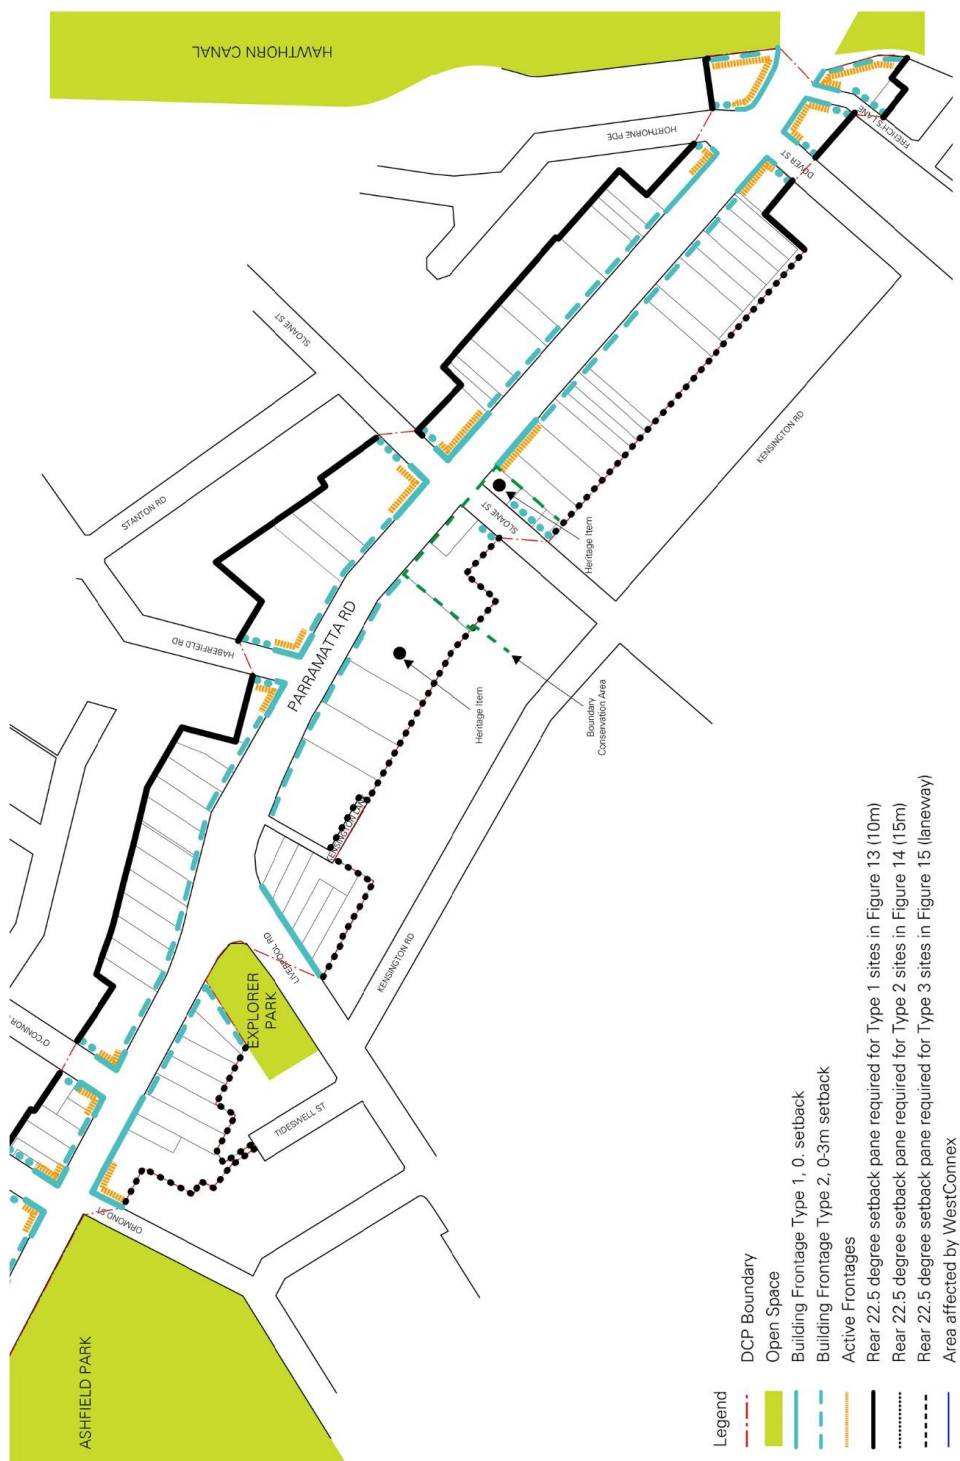 HAWTHORN CANAL
HORTHORNE PDE
FRENCH'S LANE
DOVER ST
SLOANE ST
STANTON RD
KENSINGTON RD
SLOANE ST
Heritage Item
HABERFIELD RD
PARRAMATTA RD
Heritage Item
Boundary
Conservation Area
KENSINGTON LANE
LIVERPOOL RD
KENSINGTON RD
EXPLORER
PARK
O'CONNOR
TIDESWELL ST
ORMOND ST
ASHFIELD PARK
Legend
DCP Boundary
Open Space
Building Frontage Type 1, 0. setback
Building Frontage Type 2, 0-3m setback
Active Frontages
Rear 22.5 degree setback pane required for Type 1 sites in Figure 13 (10m)
Rear 22.5 degree setback pane required for Type 2 sites in Figure 14 (15m)
Rear 22.5 degree setback pane required for Type 3 sites in Figure 15 (laneway)
Area affected by WestConnex